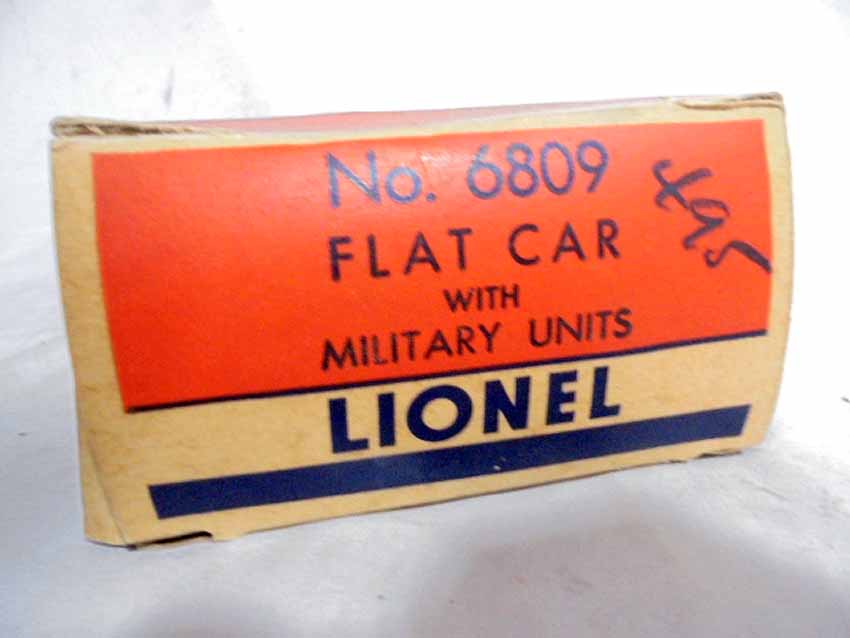 No. 6809
FLAT CAR
WITH
MILITARY UNITS
LIONEL